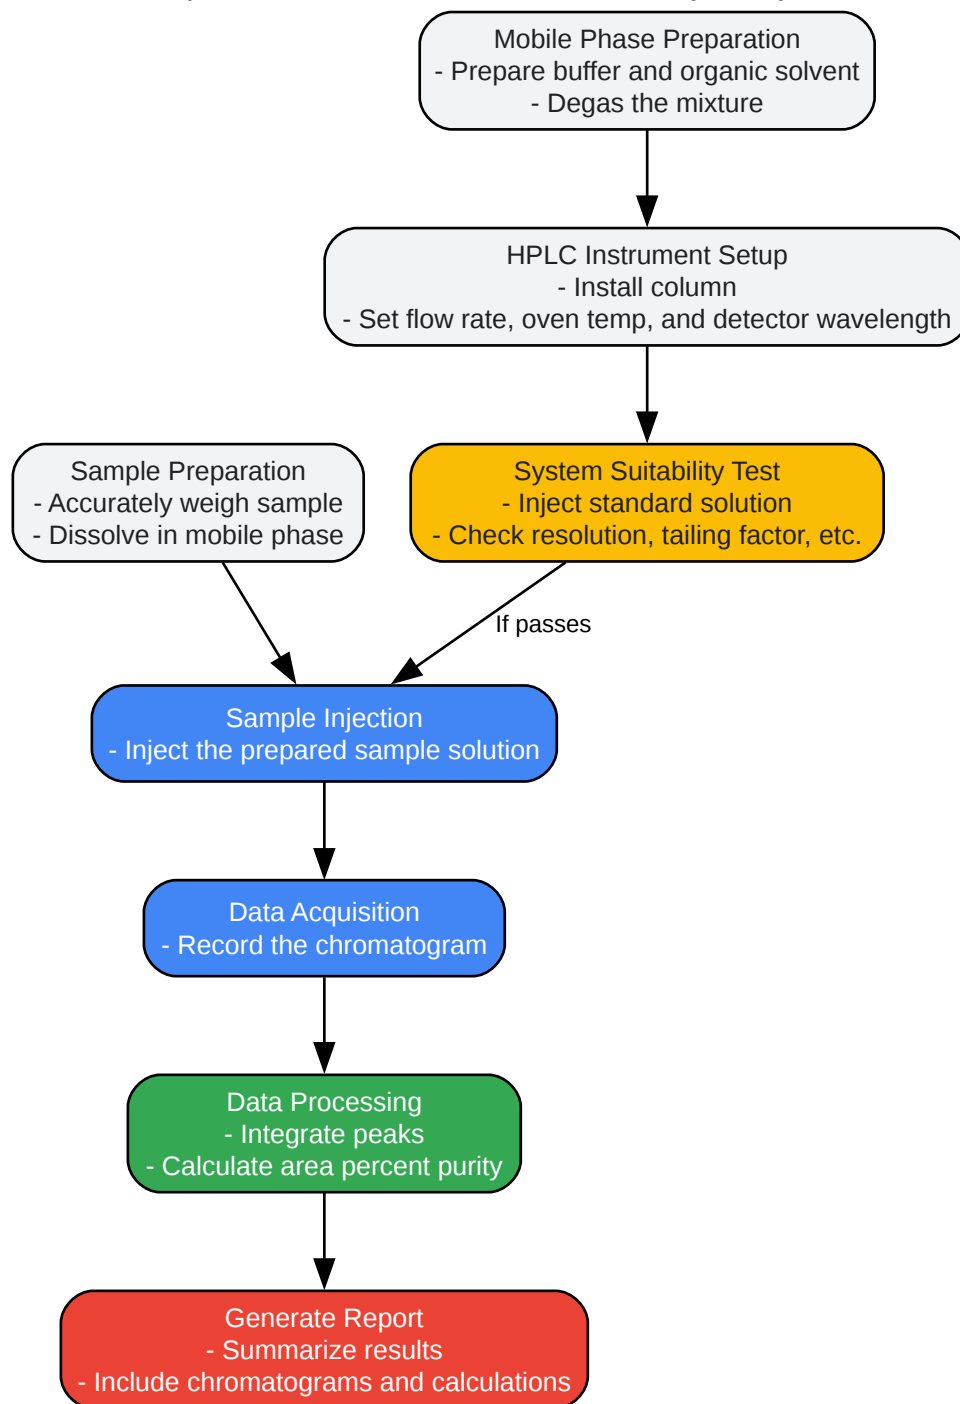 Mobile Phase Preparation
- Prepare buffer and organic solvent
- Degas the mixture
HPLC Instrument Setup
- Install column
- Set flow rate, oven temp, and detector wavelength
Sample Preparation
- Accurately weigh sample
- Dissolve in mobile phase
System Suitability Test
- Inject standard solution
- Check resolution, tailing factor, etc.
If passes
Sample Injection
- Inject the prepared sample solution
Data Acquisition
- Record the chromatogram
Data Processing
- Integrate peaks
- Calculate area percent purity
Generate Report
- Summarize results
- Include chromatograms and calculations